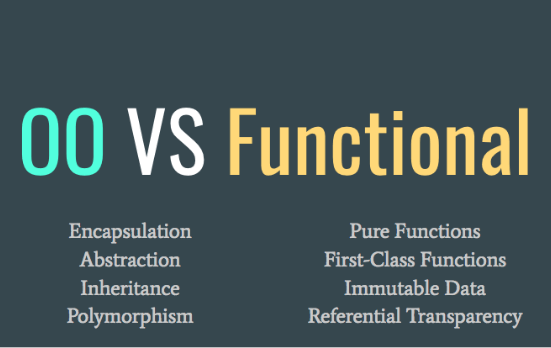 OO VS Functional
Encapsulation
Abstraction
Inheritance
Polymorphism
Pure Functions
First-Class Functions
Immutable Data
Referential Transparency